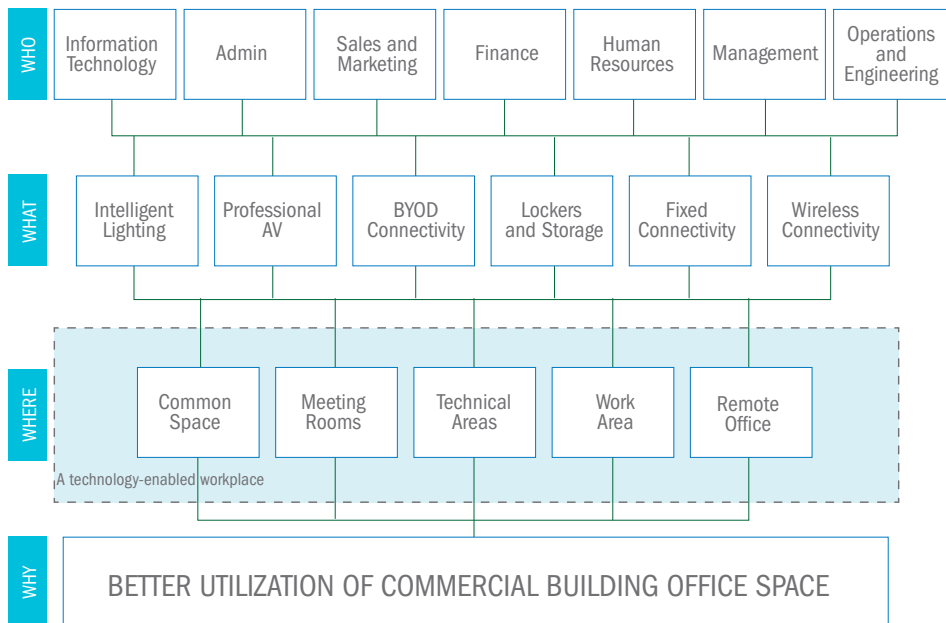 WHO
Information
Technology
Admin
Sales and
Marketing
Finance
Human
Resources
Management
Operations
and
Engineering
WHAT
Intelligent
Lighting
Professional
AV
BYOD
Connectivity
Lockers
and Storage
Fixed
Connectivity
Wireless
Connectivity
WHERE
Common
Space
Meeting
Rooms
Technical
Areas
Work
Area
Remote
Office
A technology-enabled workplace
WHY
BETTER UTILIZATION OF COMMERCIAL BUILDING OFFICE SPACE